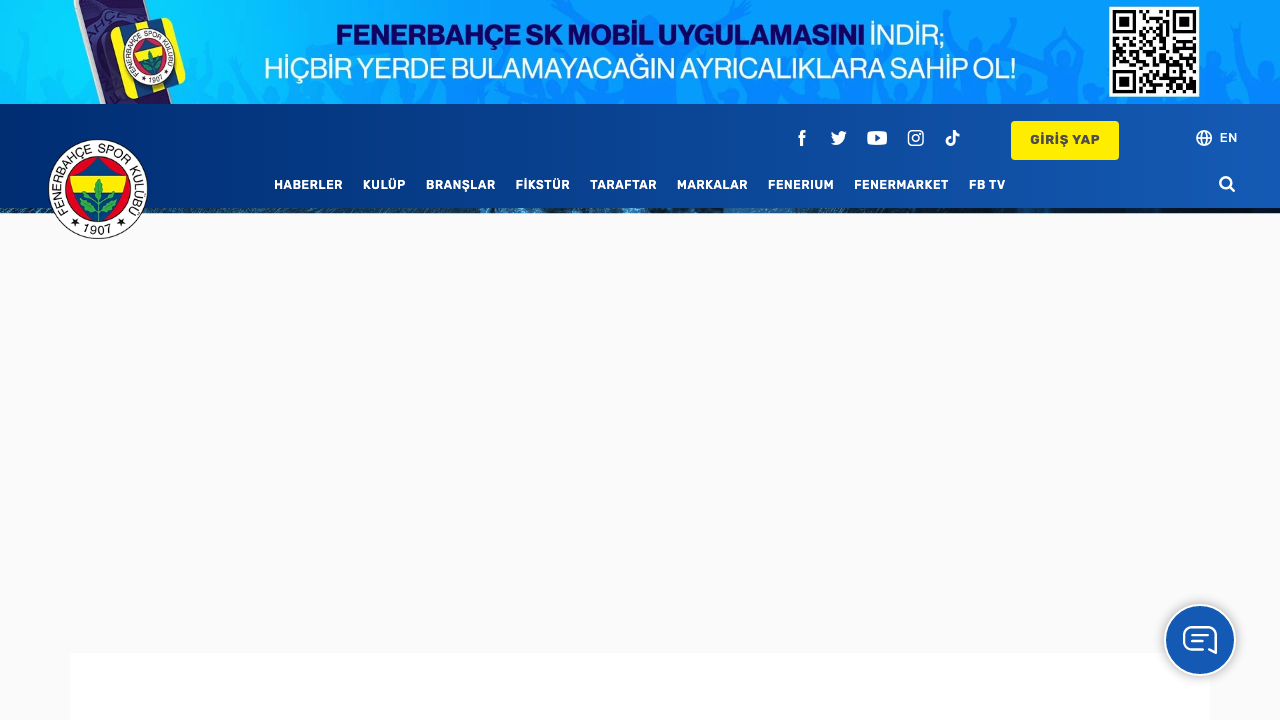 FENERBAHÇE SK MOBİL UYGULAMASINI İNDİR;
HİÇBİR YERDE BULAMAYACAĞIN AYRICALIKLARA SAHİP OL!
GİRİŞ YAP
EN
FENERBAHÇE SPOR KULÜBÜ
1907
HABERLER KULÜP BRANŞLAR FİKSTÜR TARAFTAR MARKALAR FENERIUM FENERMARKET FB TV